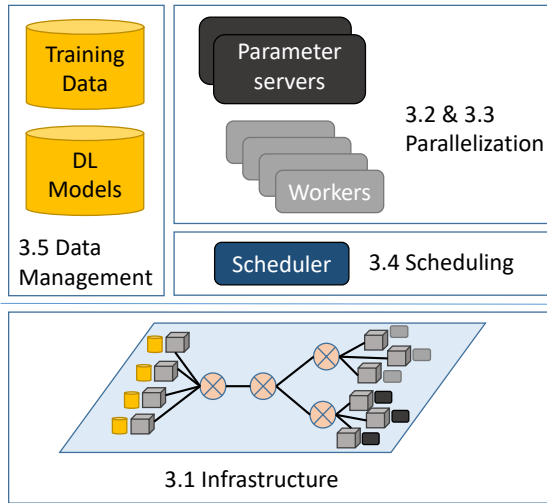 Training
Data
DL
Models
3.5 Data
Management
Parameter
servers
Workers
3.2 & 3.3
Parallelization
Scheduler
3.4 Scheduling
3.1 Infrastructure